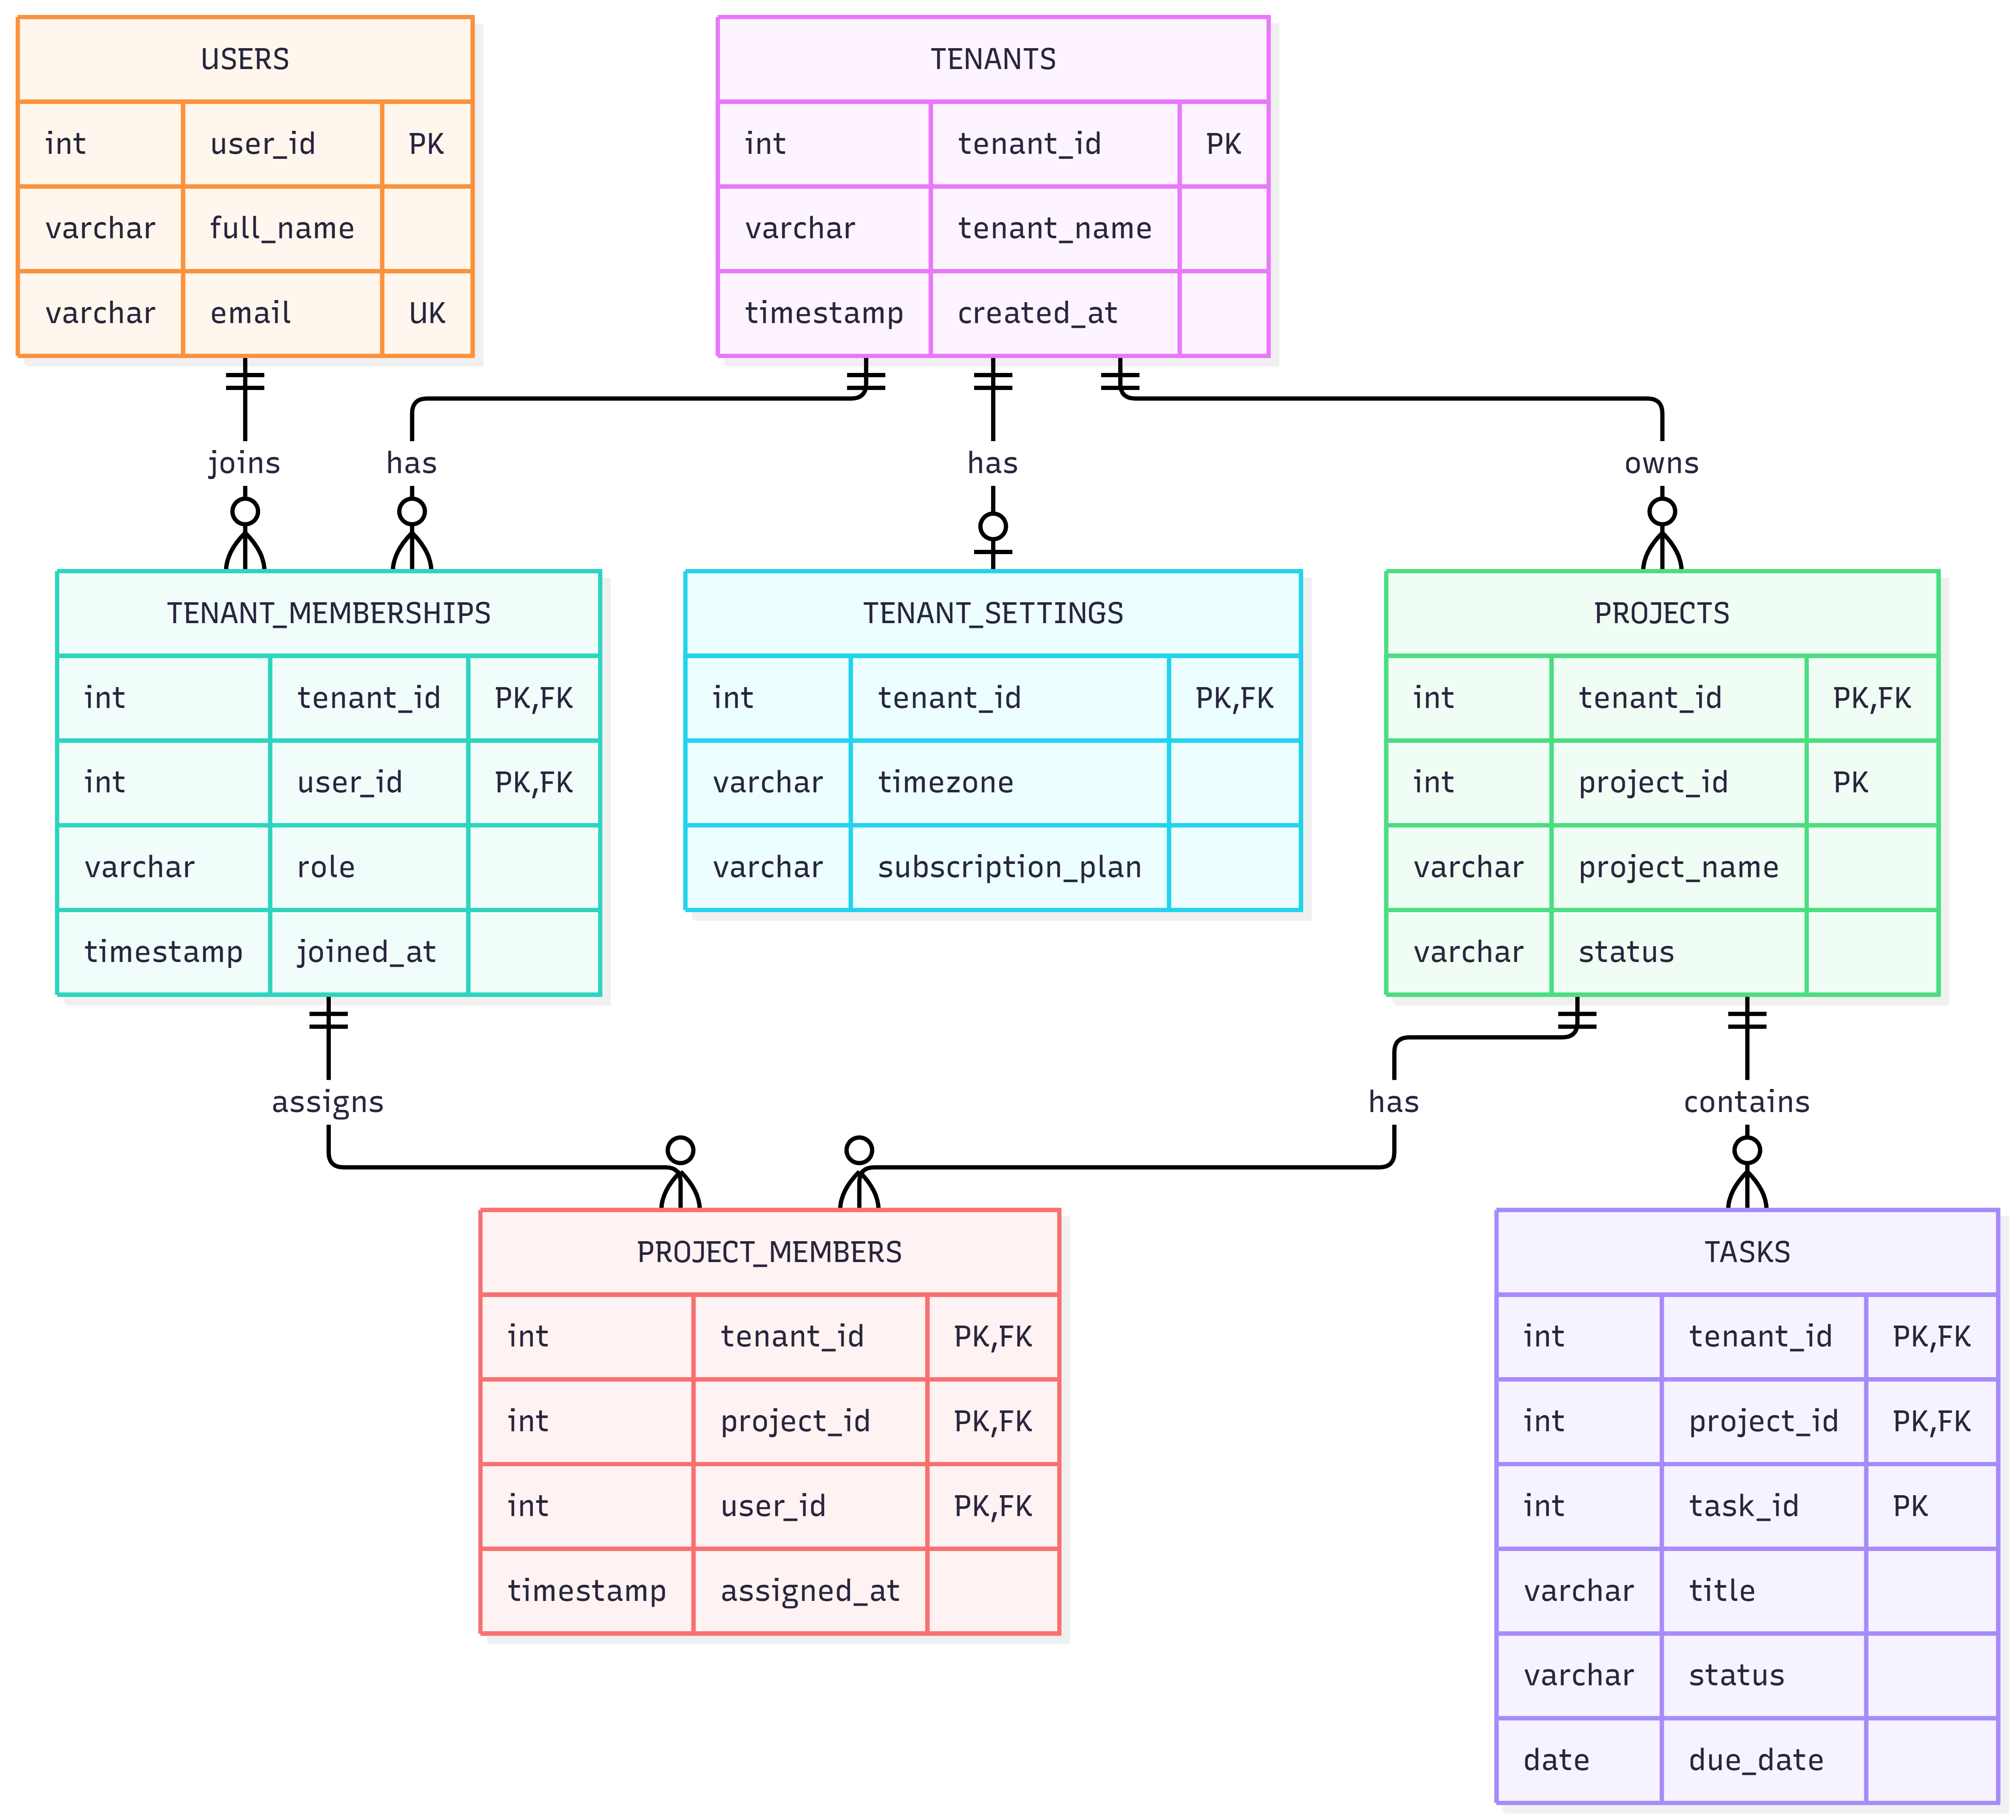 USERS
int user_id PK
varchar full_name
varchar email UK
TENANTS
int tenant_id PK
varchar tenant_name
timestamp created_at
joins
has
has
owns
TENANT_MEMBERSHIPS
int tenant_id PK,FK
int user_id PK,FK
varchar role
timestamp joined_at
TENANT_SETTINGS
int tenant_id PK,FK
varchar timezone
varchar subscription_plan
PROJECTS
int tenant_id PK,FK
int project_id PK
varchar project_name
varchar status
assigns
has
contains
PROJECT_MEMBERS
int tenant_id PK,FK
int project_id PK,FK
int user_id PK,FK
timestamp assigned_at
TASKS
int tenant_id PK,FK
int project_id PK,FK
int task_id PK
varchar title
varchar status
date due_date